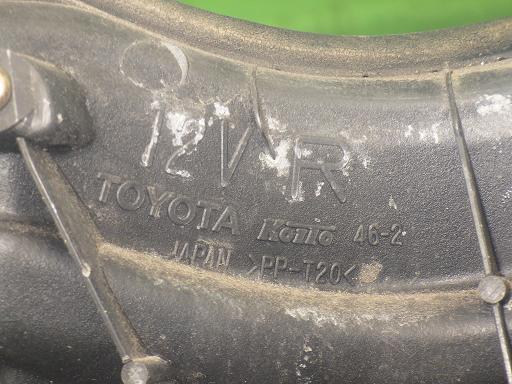 12V R
TOYOTA KOITO 46-2
JAPAN >PP-T20<